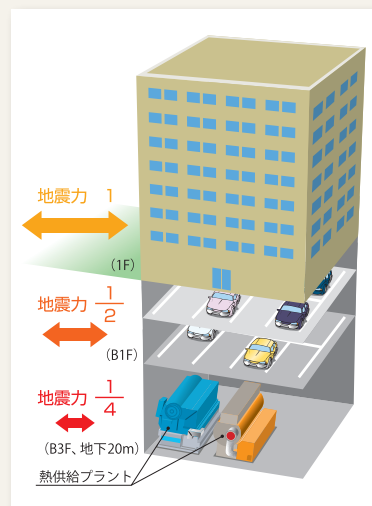 地震力 1
(1F)
地震力 1/2
(B1F)
地震力 1/4
(B3F、地下20m)
熱供給プラント